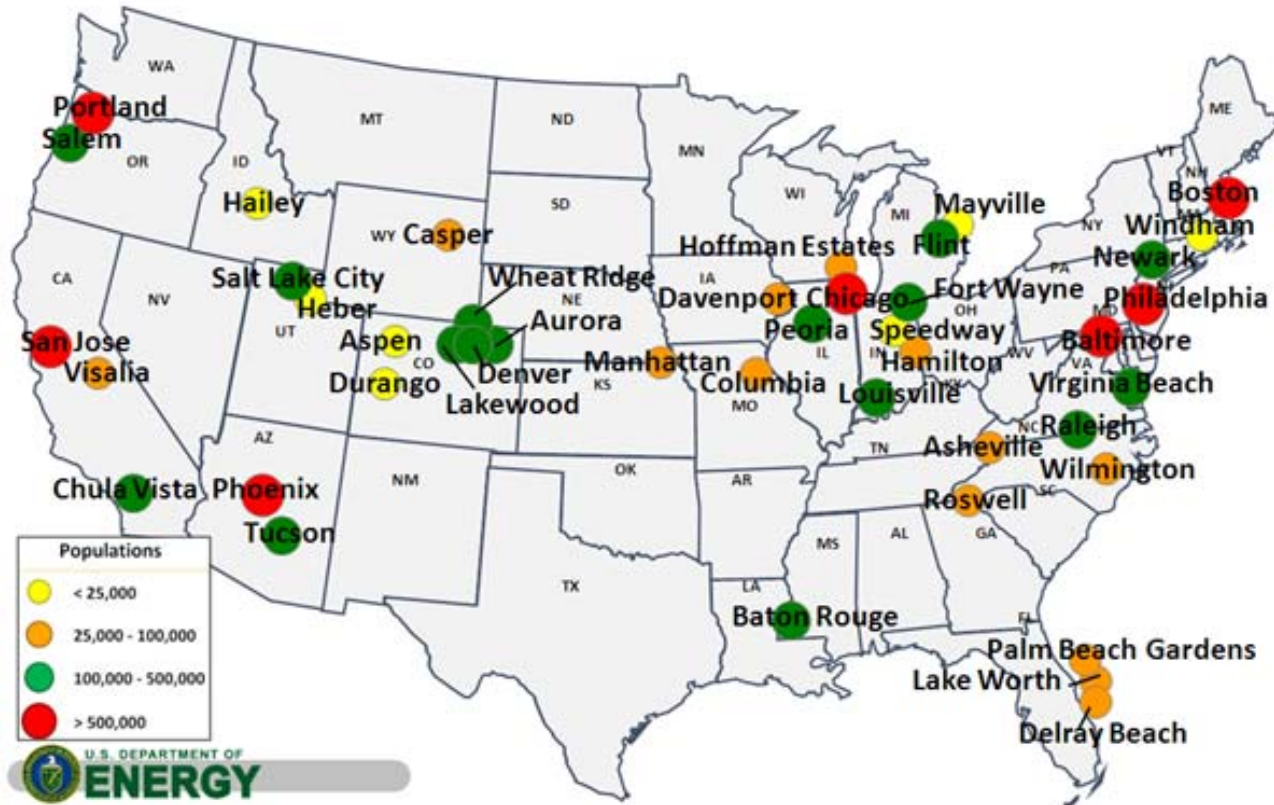 WA
Portland
Salem
OR
ID
Hailey
MT
ND
MN
SD
WY
Casper
WI
MI
Mayville
Flint
Hoffman Estates
ME
VT
NH
Boston
MA
Windham
NY
Newark
PA
Philadelphia
MD
Baltimore
CA
NV
Salt Lake City
Heber
UT
Wheat Ridge
NE
Aurora
Aspen
CO
Denver
Durango
Lakewood
IA
Davenport
Chicago
Fort Wayne
OH
Peoria
IL
IN
Speedway
Hamilton
WV
VA
Virginia Beach
San Jose
Visalia
Manhattan
KS
Columbia
MO
Louisville
KY
NC
Raleigh
TN
Asheville
Wilmington
Chula Vista
AZ
Phoenix
Tucson
NM
OK
AR
Roswell
SC
GA
MS
AL
TX
LA
Baton Rouge
FL
Palm Beach Gardens
Lake Worth
Delray Beach
Populations
< 25,000
25,000 - 100,000
100,000 - 500,000
> 500,000
U.S. DEPARTMENT OF
ENERGY